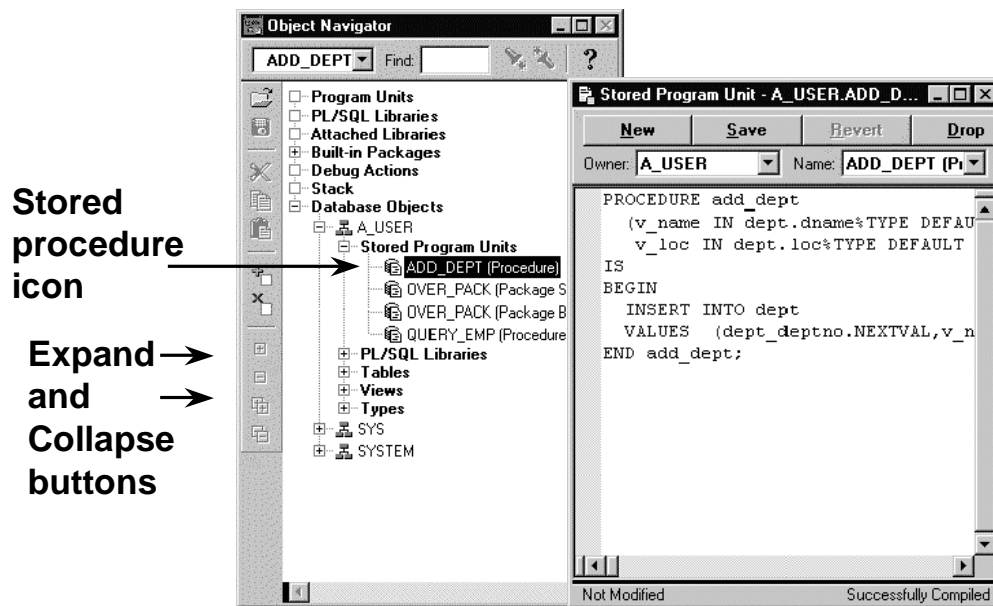 Object Navigator
ADD_DEPT Find: ?
Program Units
PL/SQL Libraries
Attached Libraries
Built-in Packages
Debug Actions
Stack
Database Objects
A_USER
Stored Program Units
ADD_DEPT (Procedure)
OVER_PACK (Package S
OVER_PACK (Package B
QUERY_EMP (Procedure
PL/SQL Libraries
Tables
Views
Types
SYS
SYSTEM
Stored
procedure
icon
Expand
and
Collapse
buttons
Stored Program Unit - A_USER.ADD_D...
New Save Revert Drop
Owner: A_USER Name: ADD_DEPT (Pr
PROCEDURE add_dept
(v_name IN dept.dname%TYPE DEFAU
v_loc IN dept.loc%TYPE DEFAULT
IS
BEGIN
INSERT INTO dept
VALUES (dept_deptno.NEXTVAL,v_n
END add_dept;
Not Modified Successfully Compiled